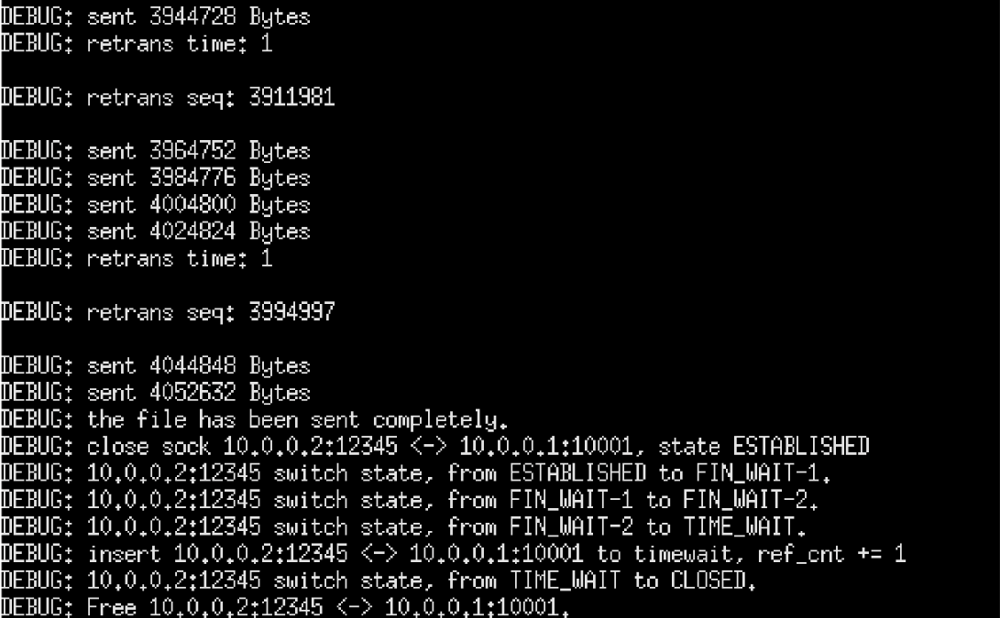 DEBUG: sent 3944728 Bytes
DEBUG: retrans time: 1
DEBUG: retrans seq: 3911981
DEBUG: sent 3964752 Bytes
DEBUG: sent 3984776 Bytes
DEBUG: sent 4004800 Bytes
DEBUG: sent 4024824 Bytes
DEBUG: retrans time: 1
DEBUG: retrans seq: 3994997
DEBUG: sent 4044848 Bytes
DEBUG: sent 4052632 Bytes
DEBUG: the file has been sent completely.
DEBUG: close sock 10.0.0.2:12345 <-> 10.0.0.1:10001, state ESTABLISHED
DEBUG: 10.0.0.2:12345 switch state, from ESTABLISHED to FIN_WAIT-1.
DEBUG: 10.0.0.2:12345 switch state, from FIN_WAIT-1 to FIN_WAIT-2.
DEBUG: 10.0.0.2:12345 switch state, from FIN_WAIT-2 to TIME_WAIT.
DEBUG: insert 10.0.0.2:12345 <-> 10.0.0.1:10001 to timewait, ref_cnt += 1
DEBUG: 10.0.0.2:12345 switch state, from TIME_WAIT to CLOSED.
DEBUG: Free 10.0.0.2:12345 <-> 10.0.0.1:10001.